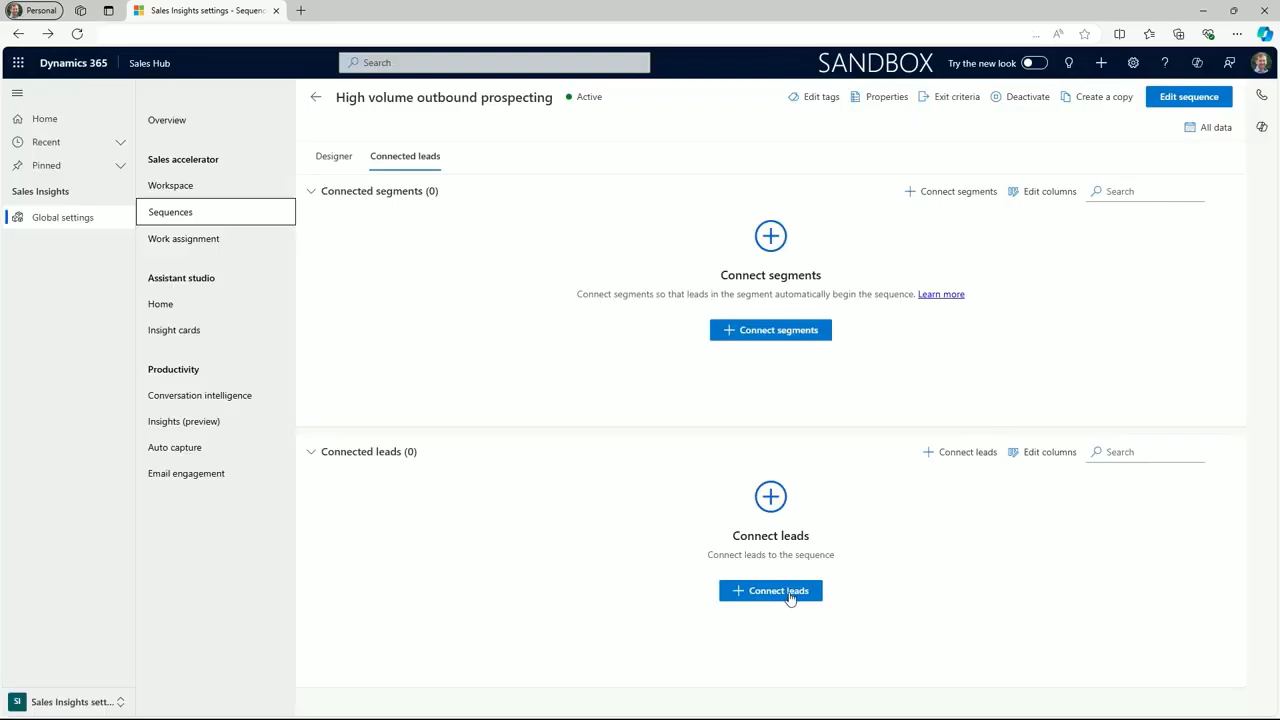 Personal
Sales Insights settings - Sequenc
Dynamics 365
Sales Hub
Search
SANDBOX
Try the new look
Home
Recent
Pinned
Sales Insights
Global settings
SI
Sales Insights sett...
Overview
Sales accelerator
Workspace
Sequences
Work assignment
Assistant studio
Home
Insight cards
Productivity
Conversation intelligence
Insights (preview)
Auto capture
Email engagement
High volume outbound prospecting
Active
Edit tags
Properties
Exit criteria
Deactivate
Create a copy
Edit sequence
All data
Designer
Connected leads
Connected segments (0)
Connect segments
Edit columns
Search
Connect segments
Connect segments so that leads in the segment automatically begin the sequence. Learn more
Connect segments
Connected leads (0)
Connect leads
Edit columns
Search
Connect leads
Connect leads to the sequence
Connect leads